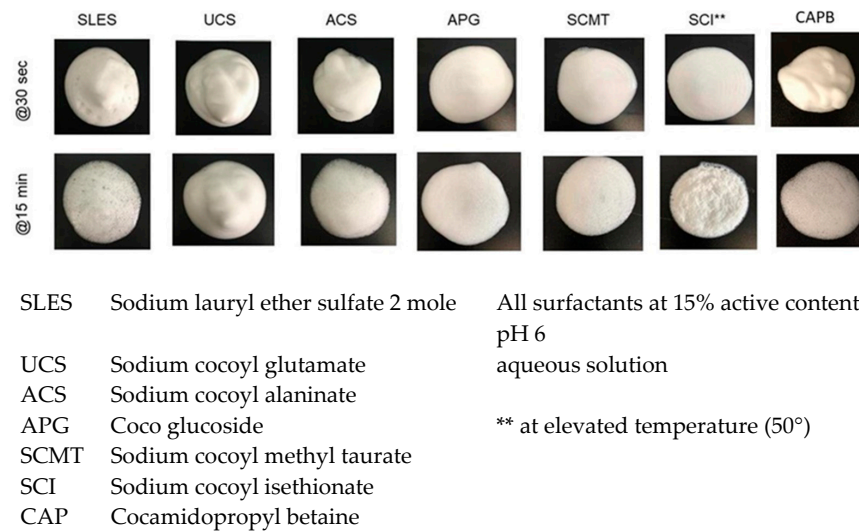 SLES UCS ACS APG SCMT SCI** CAPB
@30 sec
@15 min
SLES Sodium lauryl ether sulfate 2 mole All surfactants at 15% active content
pH 6
UCS Sodium cocoyl glutamate aqueous solution
ACS Sodium cocoyl alaninate
APG Coco glucoside ** at elevated temperature (50°)
SCMT Sodium cocoyl methyl taurate
SCI Sodium cocoyl isethionate
CAP Cocamidopropyl betaine